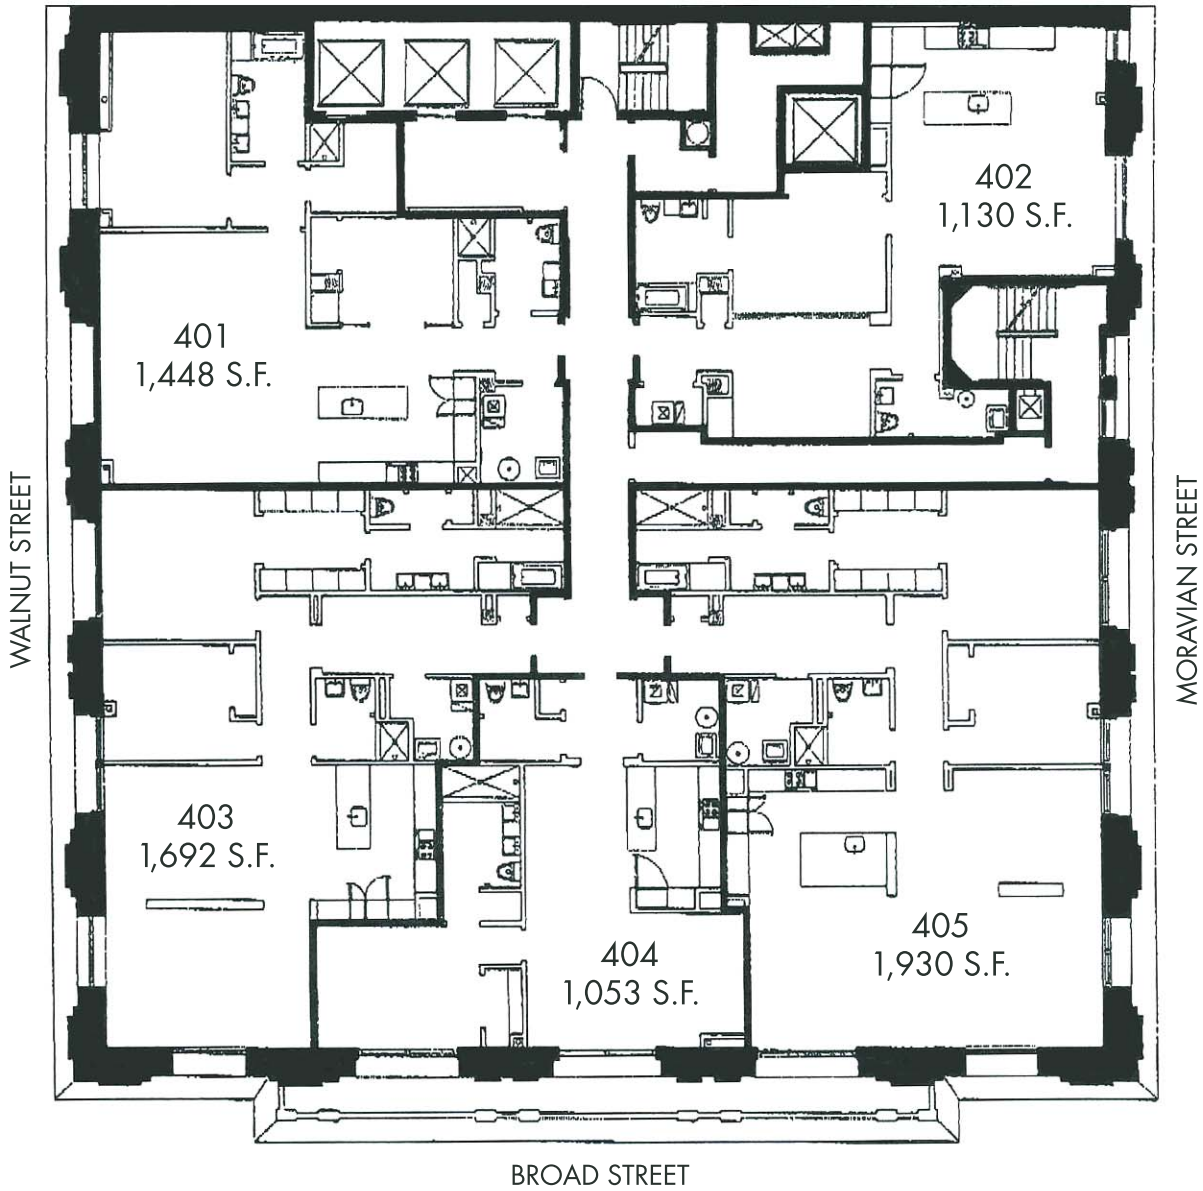 402
1,130 S.F.
401
1,448 S.F.
WALNUT STREET
MORAVIAN STREET
403
1,692 S.F.
404
1,053 S.F.
405
1,930 S.F.
BROAD STREET